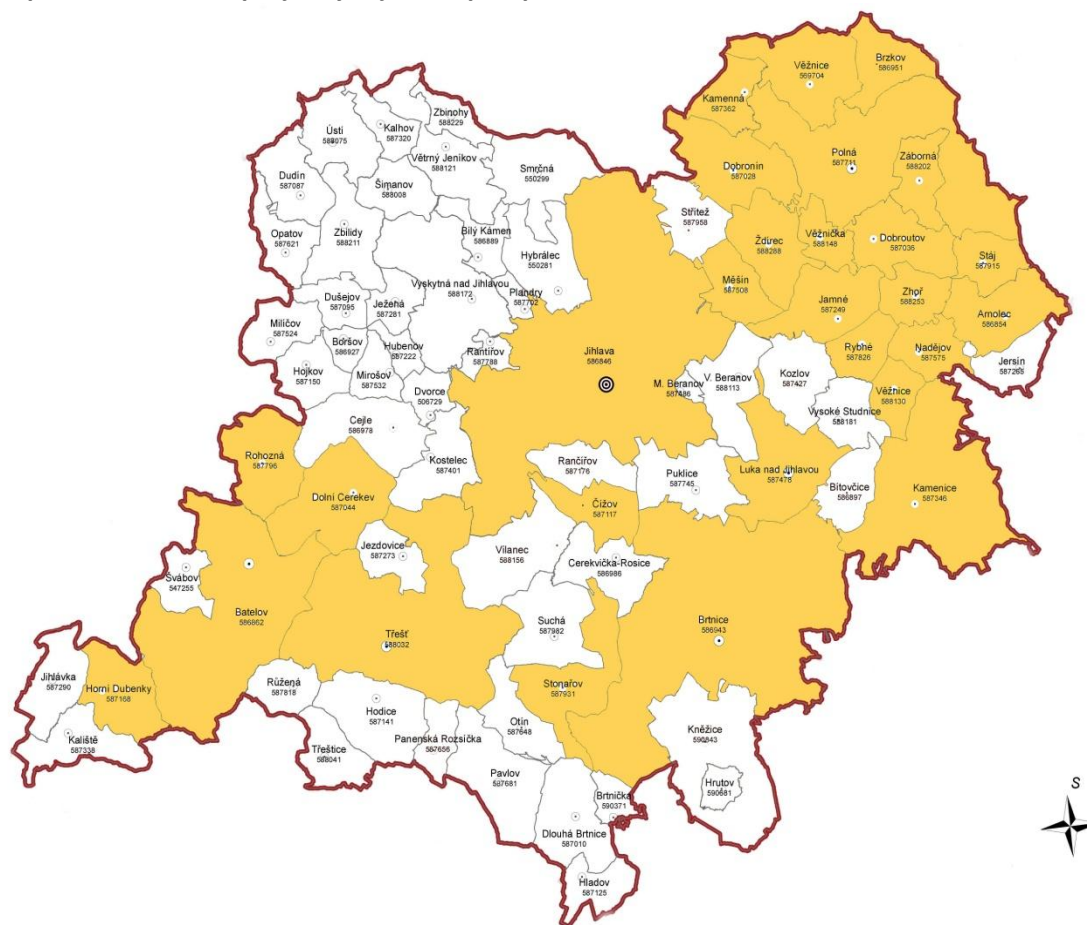 Brzkov
586951
Věžnice
569704
Kamenná
587362
Zbinohy
588229
Kalhov
587320
Ústí
588075
Větrný Jeníkov
588121
Smrčná
550299
Dobronín
587028
Polná
587711
Záborná
588202
Dudín
587087
Šimanov
588008
Střítež
587958
Opatov
587621
Zbilidy
588211
Bílý Kámen
586889
Hybrálec
550281
Ždírec
588288
Věžnička
588148
Dobroutov
587036
Stáj
587915
Vyskytná nad Jihlavou
588172
Plandry
587702
Měšín
587508
Dušejov
587095
Ježená
587281
Jamné
587249
Zhoř
588253
Arnolec
586854
Milíčov
587524
Boršov
586927
Hubenov
587222
Rantířov
587788
Jihlava
586846
Rybné
587826
Nadějov
587575
Jersín
587265
Hojkov
587150
Mirošov
587532
Dvorce
506729
M. Beranov
587486
V. Beranov
588113
Kozlov
587427
Věžnice
588130
Vysoké Studnice
588181
Cejle
586978
Rohozná
587796
Kostelec
587401
Rančířov
587176
Puklice
587745
Luka nad Jihlavou
587478
Bítovčice
586897
Kamenice
587346
Dolní Cerekev
587044
Čížov
587117
Jezdovice
587273
Vílanec
588156
Cerekvička-Rosice
586986
Švábov
547255
Batelov
586862
Suchá
587982
Brtnice
586943
Třešť
588032
Jihlávka
587290
Horní Dubenky
587168
Růžená
587818
Stonařov
587931
Hodice
587141
Kaliště
587338
Otín
587648
Panenská Rozsíčka
587656
Kněžice
590843
Třeštice
588041
Pavlov
587681
Brtnička
590371
Hrutov
590681
Dlouhá Brtnice
587010
Hladov
587125
S